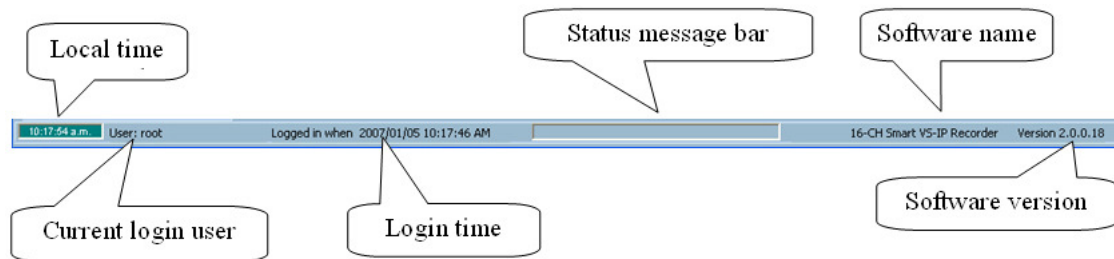 Local time
Status message bar
Software name
10:17:54 a.m. User: root Logged in when 2007/01/05 10:17:46 AM 16-CH Smart VS-IP Recorder Version 2.0.0.18
Current login user
Login time
Software version